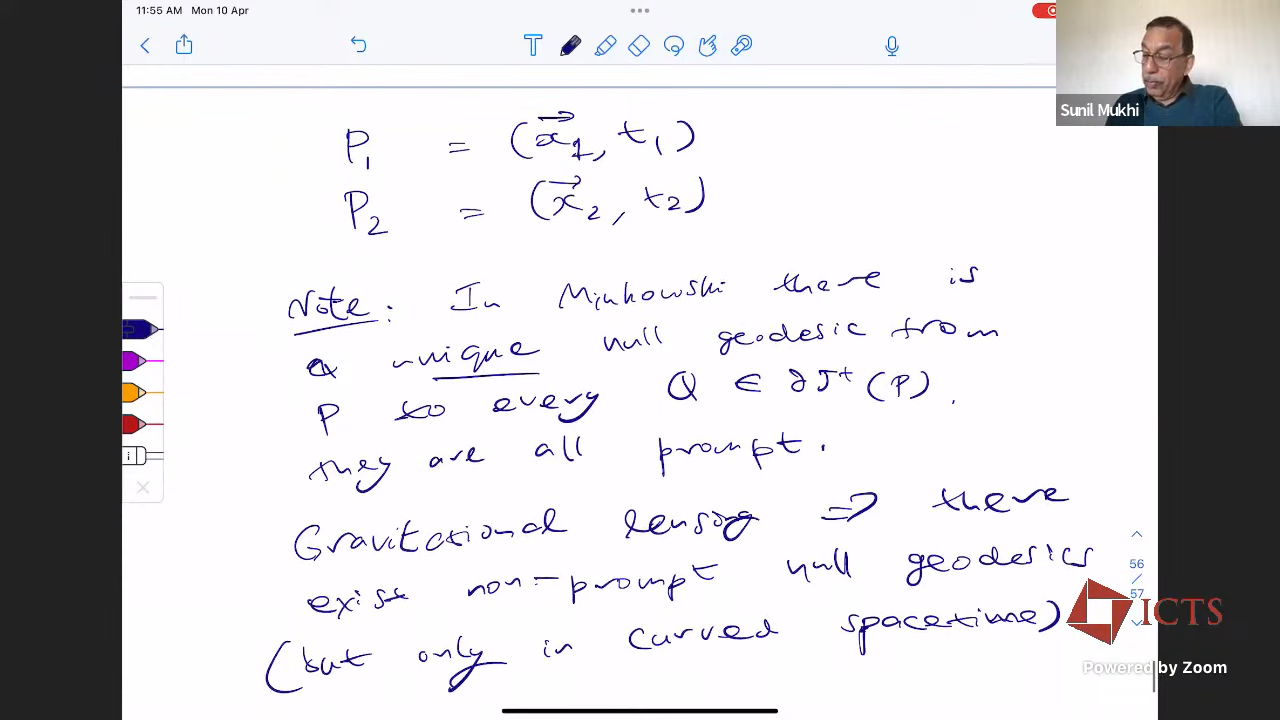 11:55 AM Mon 10 Apr
Sunil Mukhi
P₁ = (x⃗₁, t₁)
P₂ = (x⃗₂, t₂)
Note: In Minkowski there is
a unique null geodesic from
P to every Q ∈ ∂J⁺(P).
they are all prompt.
Gravitational lensing ⇒ there
exist non-prompt null geodesics
(but only in curved spacetime)
56
57
ICTS
Powered by Zoom